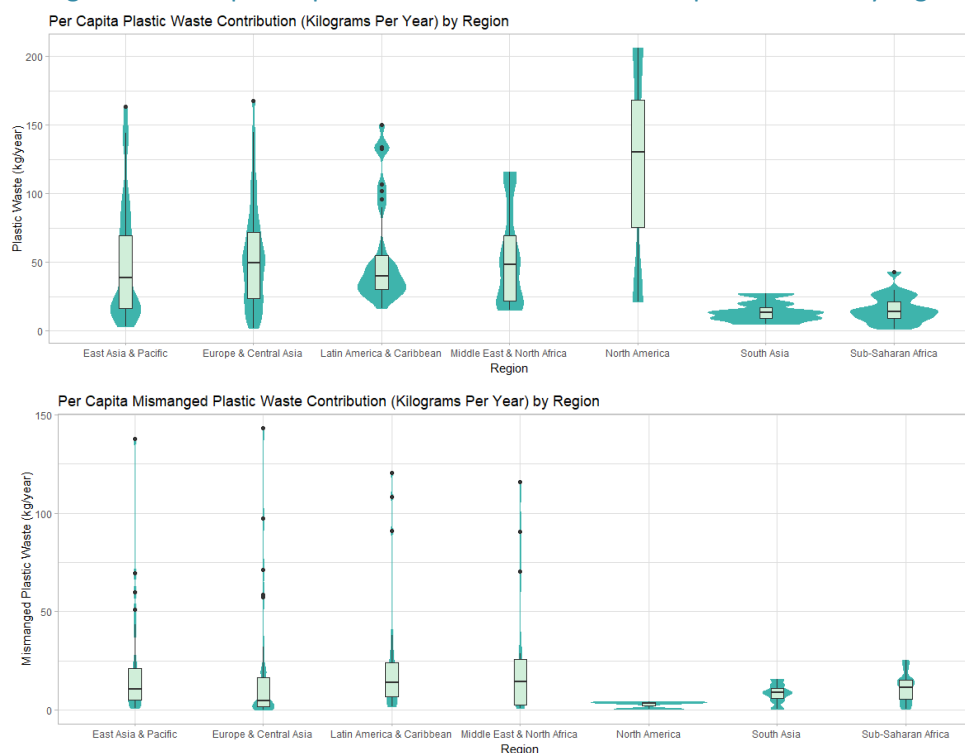 Per Capita Plastic Waste Contribution (Kilograms Per Year) by Region
200
150
100
50
0
Plastic Waste (kg/year)
East Asia & Pacific
Europe & Central Asia
Latin America & Caribbean
Middle East & North Africa
North America
South Asia
Sub-Saharan Africa
Region
Per Capita Mismanged Plastic Waste Contribution (Kilograms Per Year) by Region
150
100
50
0
Mismanged Plastic Waste (kg/year)
East Asia & Pacific
Europe & Central Asia
Latin America & Caribbean
Middle East & North Africa
North America
South Asia
Sub-Saharan Africa
Region